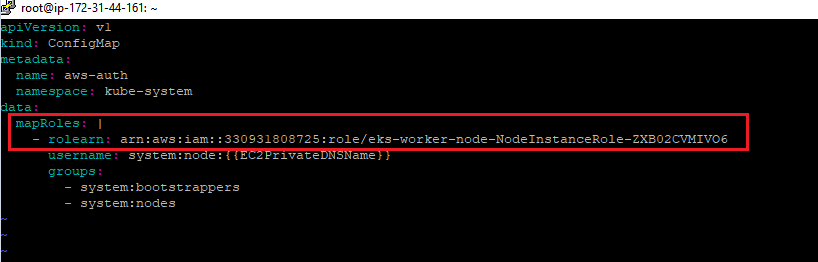 root@ip-172-31-44-161: ~
apiVersion: v1
kind: ConfigMap
metadata:
  name: aws-auth
  namespace: kube-system
data:
  mapRoles: |
    - rolearn: arn:aws:iam::330931808725:role/eks-worker-node-NodeInstanceRole-ZXB02CVMIVO6
      username: system:node:{{EC2PrivateDNSName}}
      groups:
        - system:bootstrappers
        - system:nodes
~
~
~